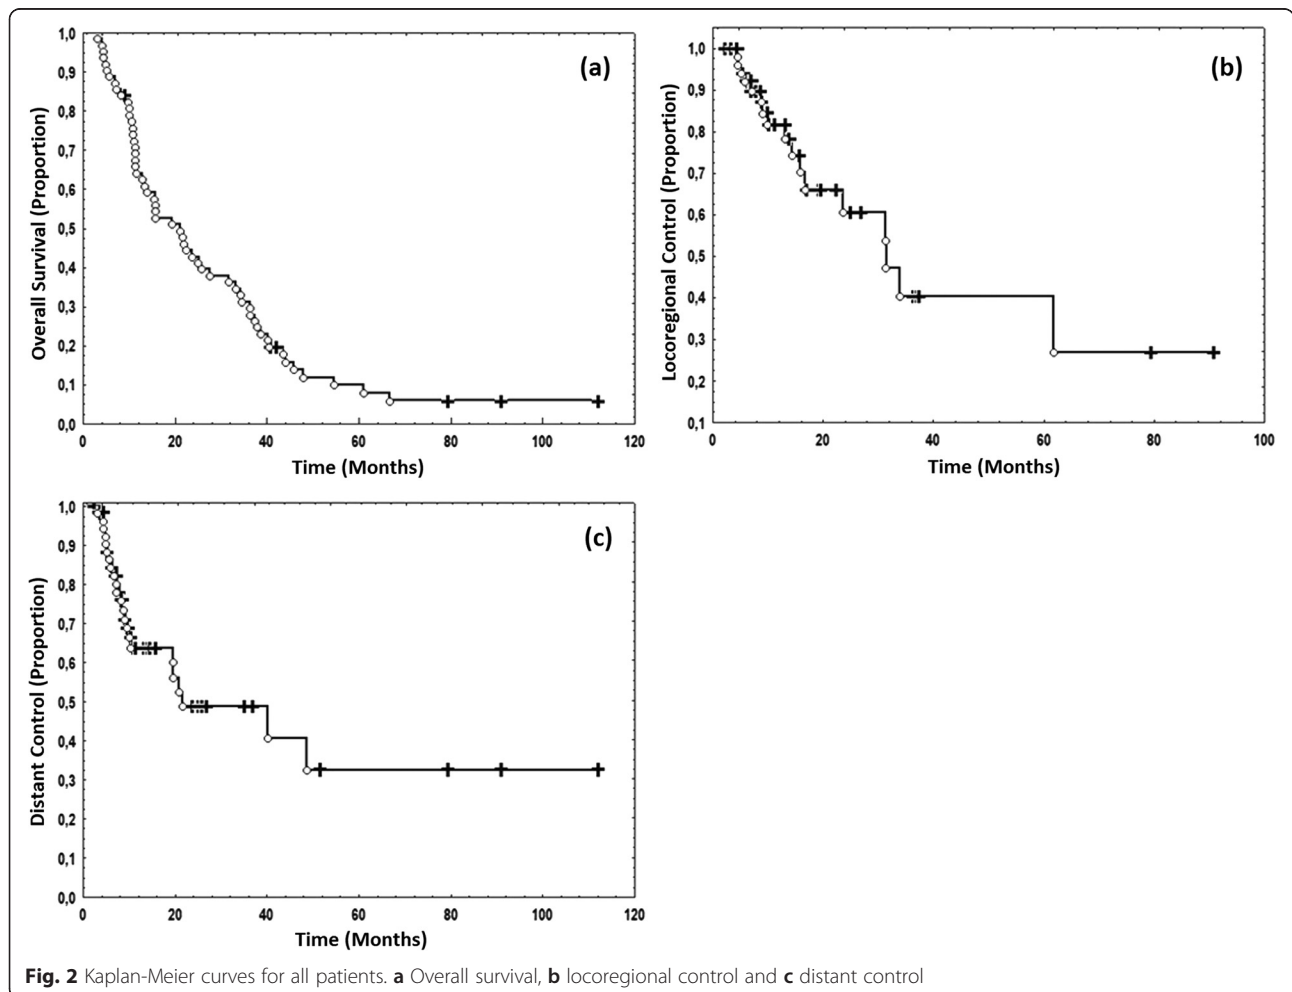 1,0
0,9
0,8
0,7
0,6
0,5
0,4
0,3
0,2
0,1
0,0
Overall Survival (Proportion)
(a)
0 20 40 60 80 100 120
Time (Months)
1,0
0,9
0,8
0,7
0,6
0,5
0,4
0,3
0,2
0,1
Locoregional Control (Proportion)
(b)
0 20 40 60 80 100
Time (Months)
1,0
0,9
0,8
0,7
0,6
0,5
0,4
0,3
0,2
0,1
0,0
Distant Control (Proportion)
(c)
0 20 40 60 80 100 120
Time (Months)
Fig. 2 Kaplan-Meier curves for all patients. a Overall survival, b locoregional control and c distant control